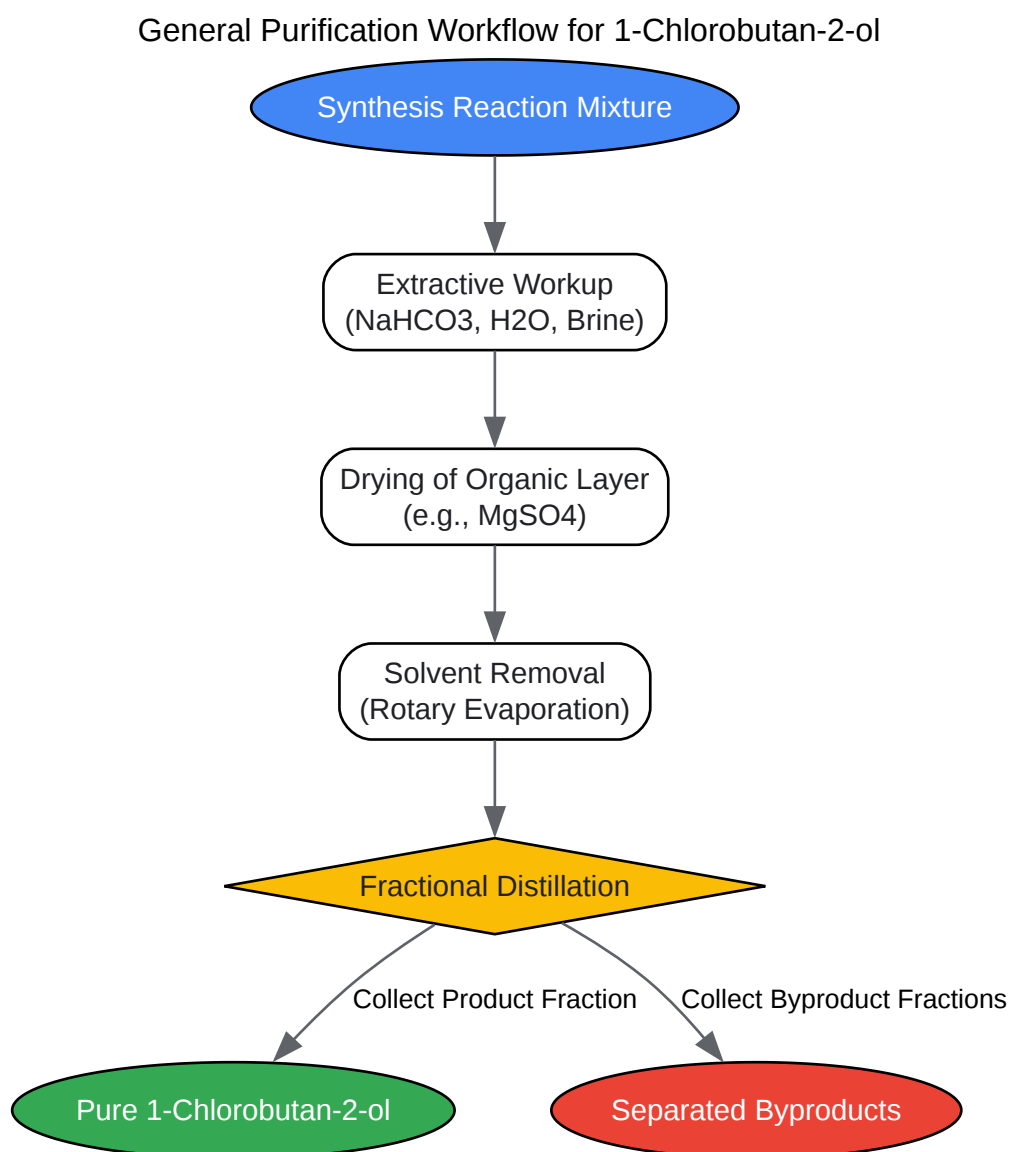 General Purification Workflow for 1-Chlorobutan-2-ol
Synthesis Reaction Mixture
Extractive Workup
(NaHCO3, H2O, Brine)
Drying of Organic Layer
(e.g., MgSO4)
Solvent Removal
(Rotary Evaporation)
Fractional Distillation
Collect Product Fraction
Collect Byproduct Fractions
Pure 1-Chlorobutan-2-ol
Separated Byproducts